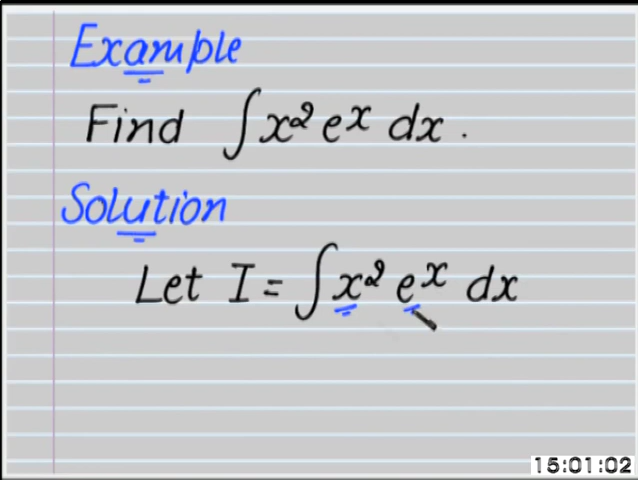 Example
Find ∫x² eˣ dx.
Solution
Let I = ∫x² eˣ dx
15:01:02